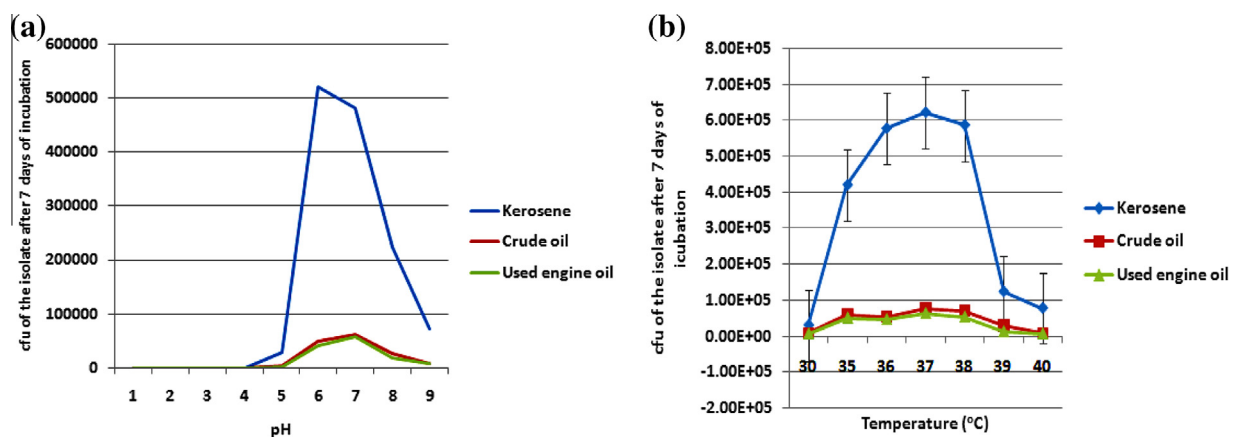 (a)
cfu of the isolate after 7 days of incubation
600000
500000
400000
300000
200000
100000
0
1 2 3 4 5 6 7 8 9
pH
Kerosene
Crude oil
Used engine oil
(b)
cfu of the isolate after 7 days of
icubation
8.00E+05
7.00E+05
6.00E+05
5.00E+05
4.00E+05
3.00E+05
2.00E+05
1.00E+05
0.00E+00
-1.00E+05
-2.00E+05
30 35 36 37 38 39 40
Temperature (°C)
Kerosene
Crude oil
Used engine oil